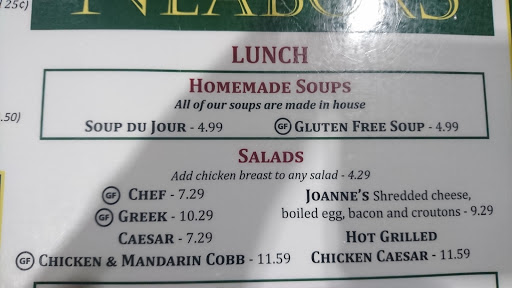 25¢)
NEABORS
LUNCH
HOMEMADE SOUPS
All of our soups are made in house
.50)
SOUP DU JOUR - 4.99
GF GLUTEN FREE SOUP - 4.99
SALADS
Add chicken breast to any salad - 4.29
GF CHEF - 7.29
GF GREEK - 10.29
CAESAR - 7.29
GF CHICKEN & MANDARIN COBB - 11.59
JOANNE'S Shredded cheese,
boiled egg, bacon and croutons - 9.29
HOT GRILLED
CHICKEN CAESAR - 11.59